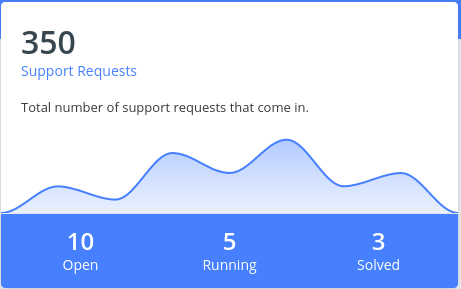 350
Support Requests
Total number of support requests that come in.
10 5 3
Open Running Solved